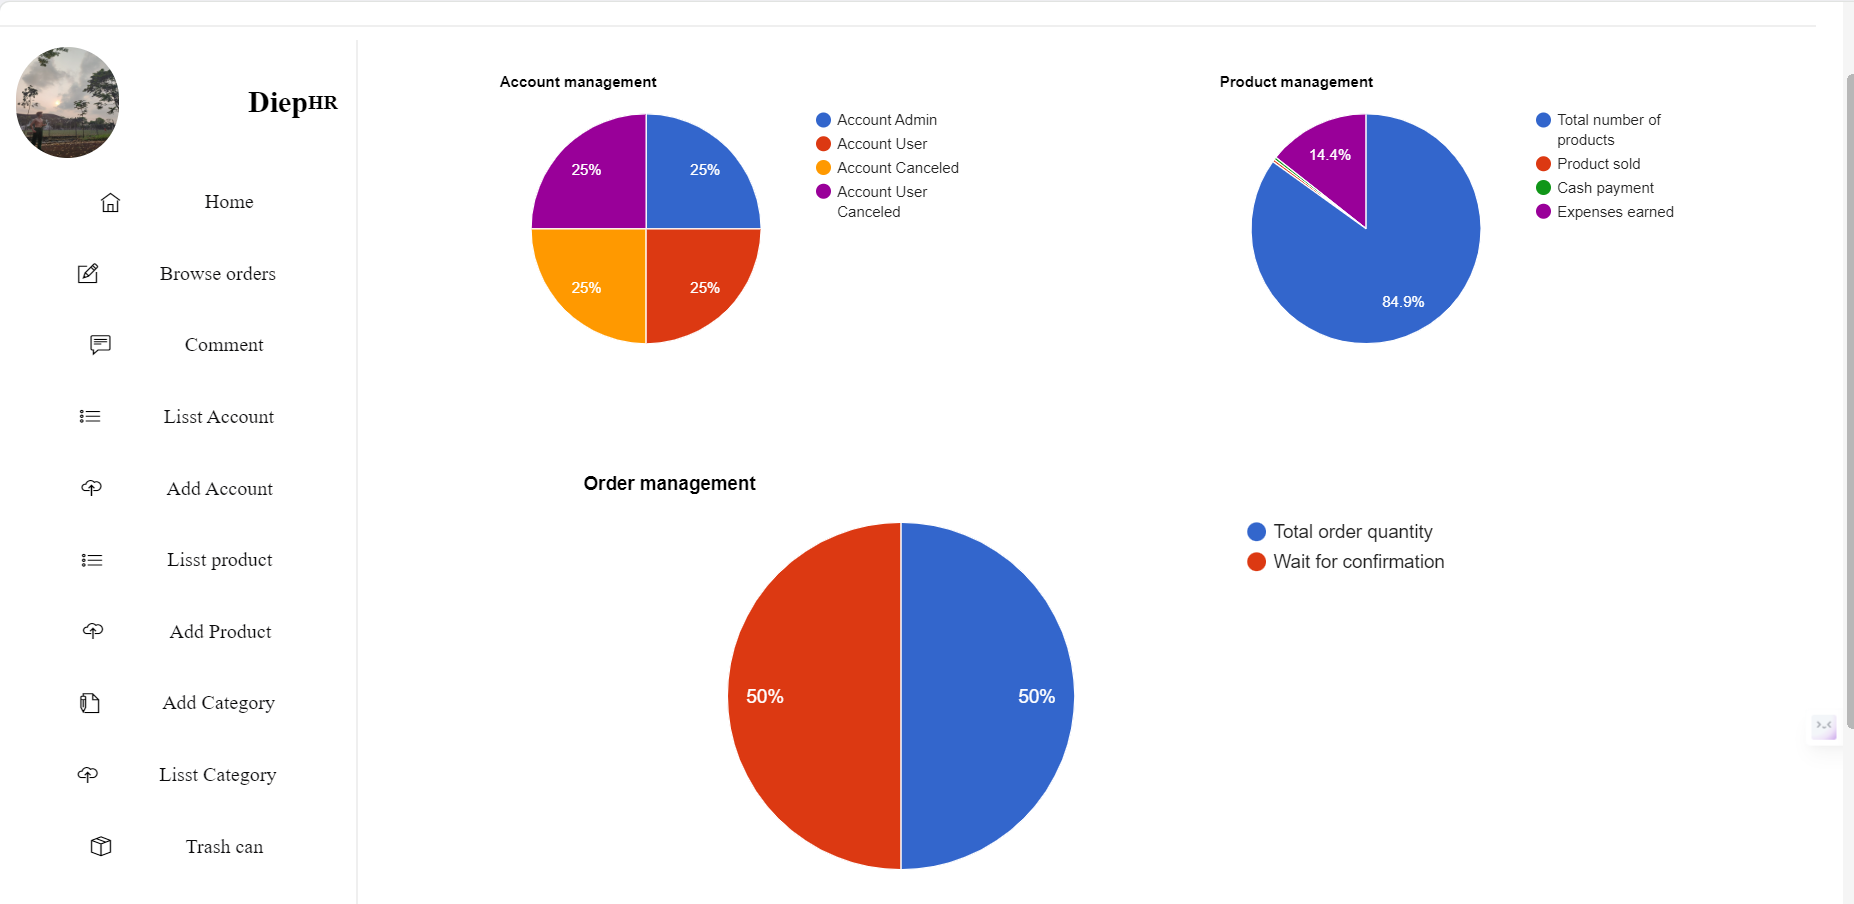 DiepHR
Home
Browse orders
Comment
Lisst Account
Add Account
Lisst product
Add Product
Add Category
Lisst Category
Trash can
Account management
25%
25%
25%
25%
Account Admin
Account User
Account Canceled
Account User
Canceled
Product management
14.4%
84.9%
Total number of
products
Product sold
Cash payment
Expenses earned
Order management
50%
50%
Total order quantity
Wait for confirmation